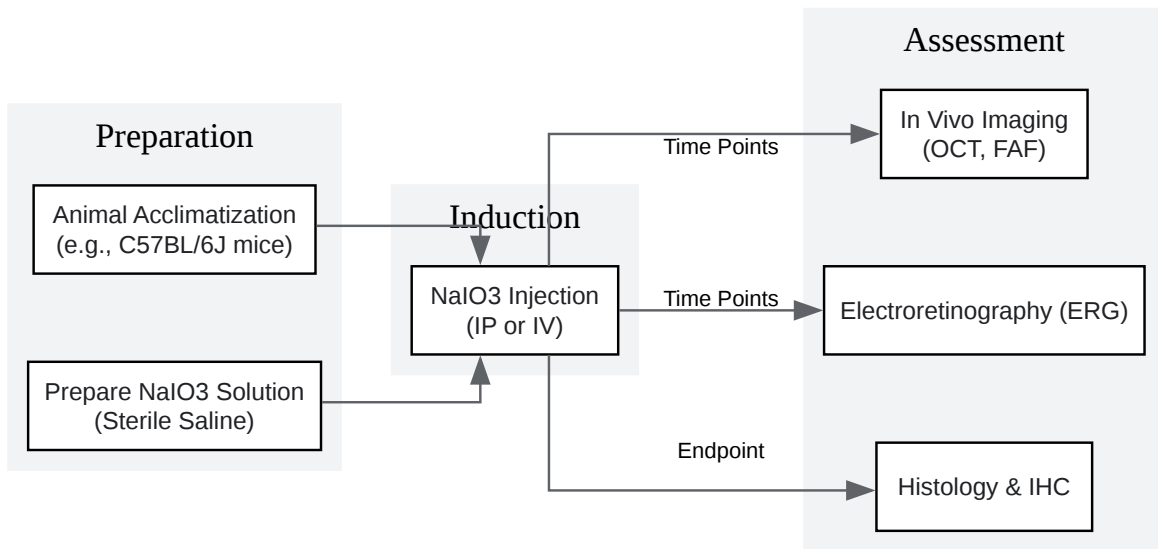 Preparation
Animal Acclimatization
(e.g., C57BL/6J mice)
Prepare NaIO3 Solution
(Sterile Saline)
Induction
NaIO3 Injection
(IP or IV)
Time Points
Time Points
Endpoint
Assessment
In Vivo Imaging
(OCT, FAF)
Electroretinography (ERG)
Histology & IHC